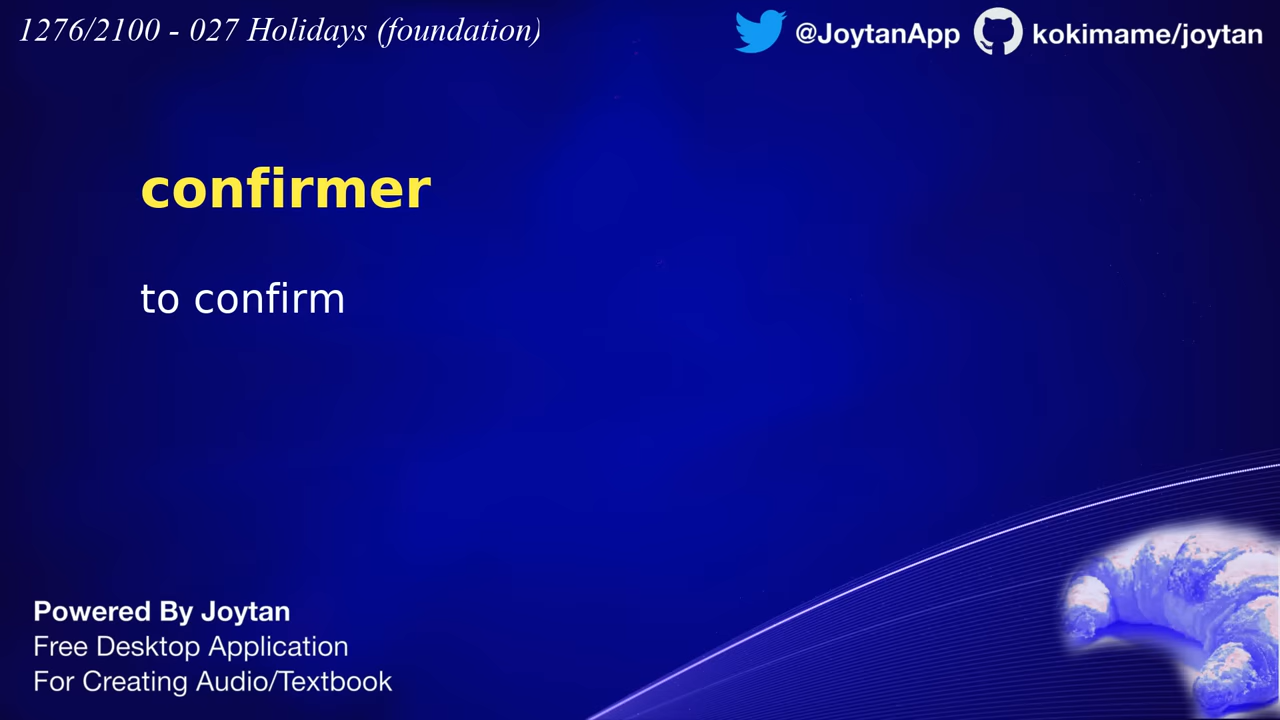 1276/2100 - 027 Holidays (foundation)
@JoytanApp kokimame/joytan
confirmer
to confirm
Powered By Joytan
Free Desktop Application
For Creating Audio/Textbook